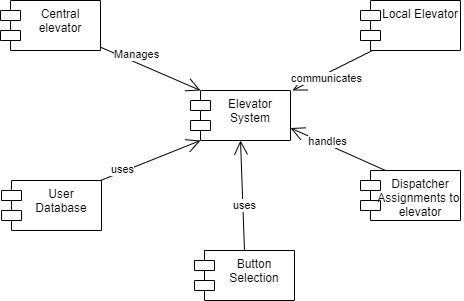 Central
elevator
Local Elevator
Manages
communicates
Elevator
System
uses
handles
User
Database
uses
Dispatcher
Assignments to
elevator
Button
Selection